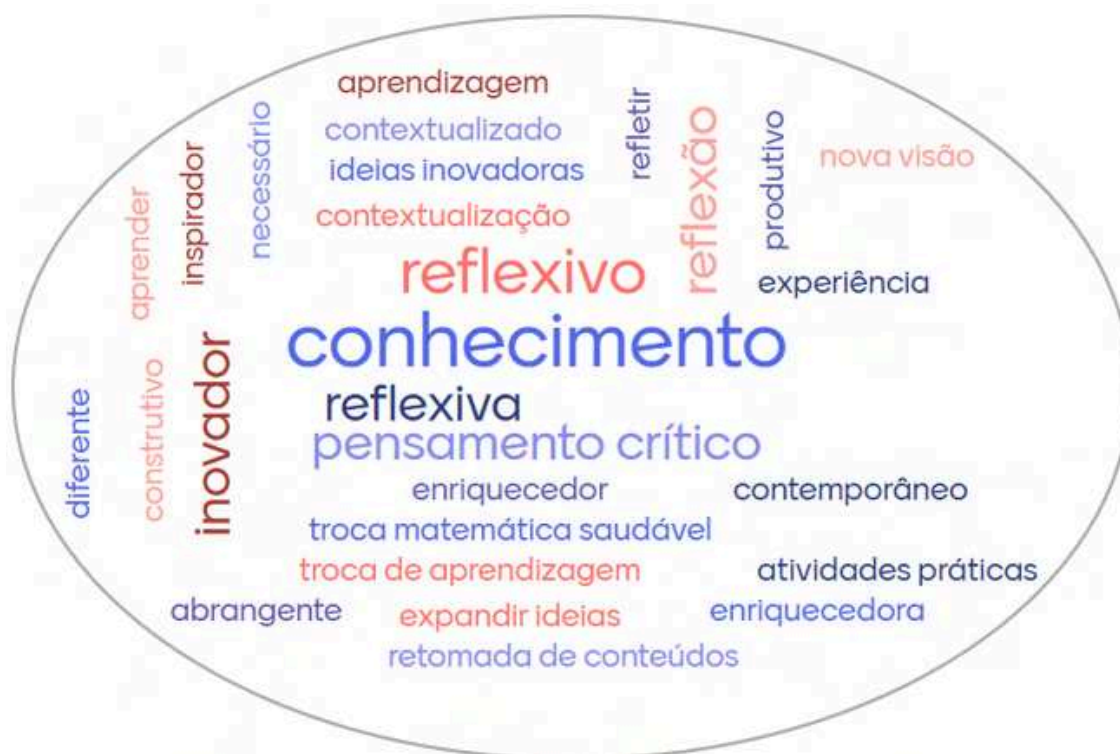 aprendizagem
contextualizado
ideias inovadoras
contextualização
refletir
reflexão
produtivo
nova visão
necessário
inspirador
aprender
reflexivo
experiência
conhecimento
inovador
construtivo
diferente
reflexiva
pensamento crítico
enriquecedor
contemporâneo
troca matemática saudável
troca de aprendizagem
atividades práticas
abrangente
expandir ideias
enriquecedora
retomada de conteúdos